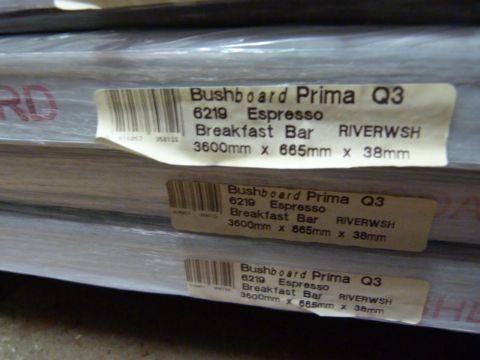 RD
Bushboard Prima Q3
6219 Espresso
Breakfast Bar RIVERWSH
3600mm x 665mm x 38mm
Bushboard Prima Q3
6219 Espresso
Breakfast Bar RIVERWSH
3600mm x 665mm x 38mm
Bushboard Prima Q3
6219 Espresso
Breakfast Bar RIVERWSH
3600mm x 665mm x 38mm